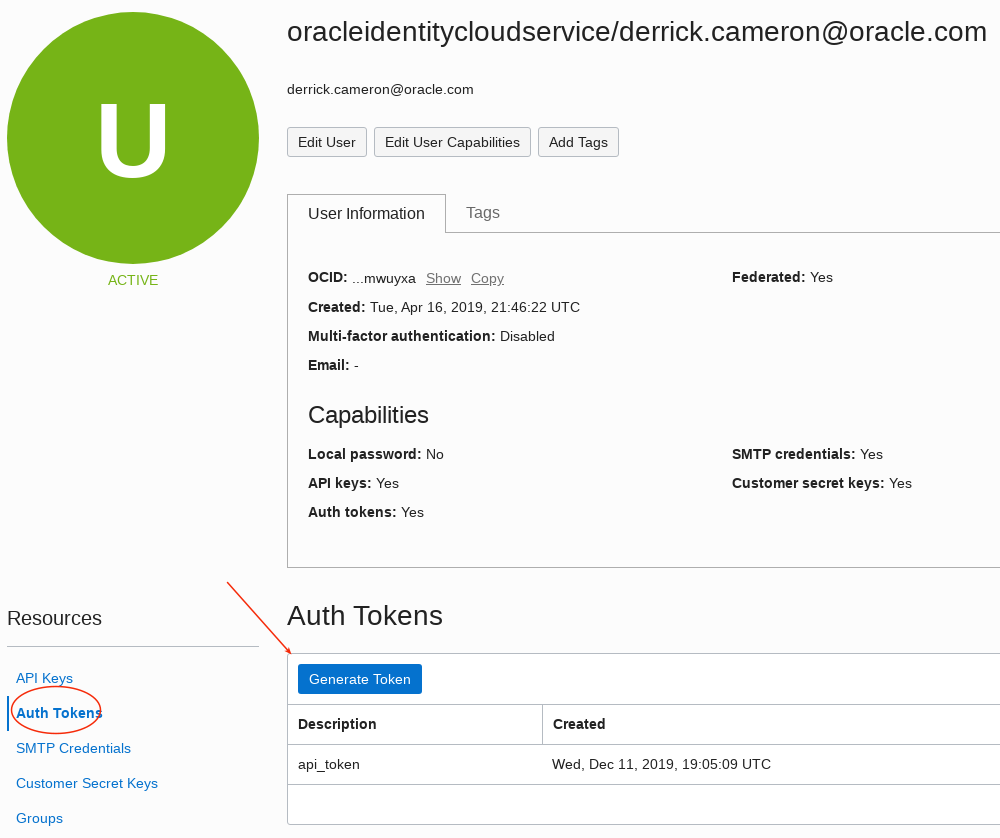 U
ACTIVE
oracleidentitycloudservice/derrick.cameron@oracle.com
derrick.cameron@oracle.com
Edit User Edit User Capabilities Add Tags
User Information Tags
OCID: ...mwuyxa Show Copy Federated: Yes
Created: Tue, Apr 16, 2019, 21:46:22 UTC
Multi-factor authentication: Disabled
Email: -
Capabilities
Local password: No SMTP credentials: Yes
API keys: Yes Customer secret keys: Yes
Auth tokens: Yes
Resources
API Keys
Auth Tokens
SMTP Credentials
Customer Secret Keys
Groups
Auth Tokens
Generate Token
Description Created
api_token Wed, Dec 11, 2019, 19:05:09 UTC